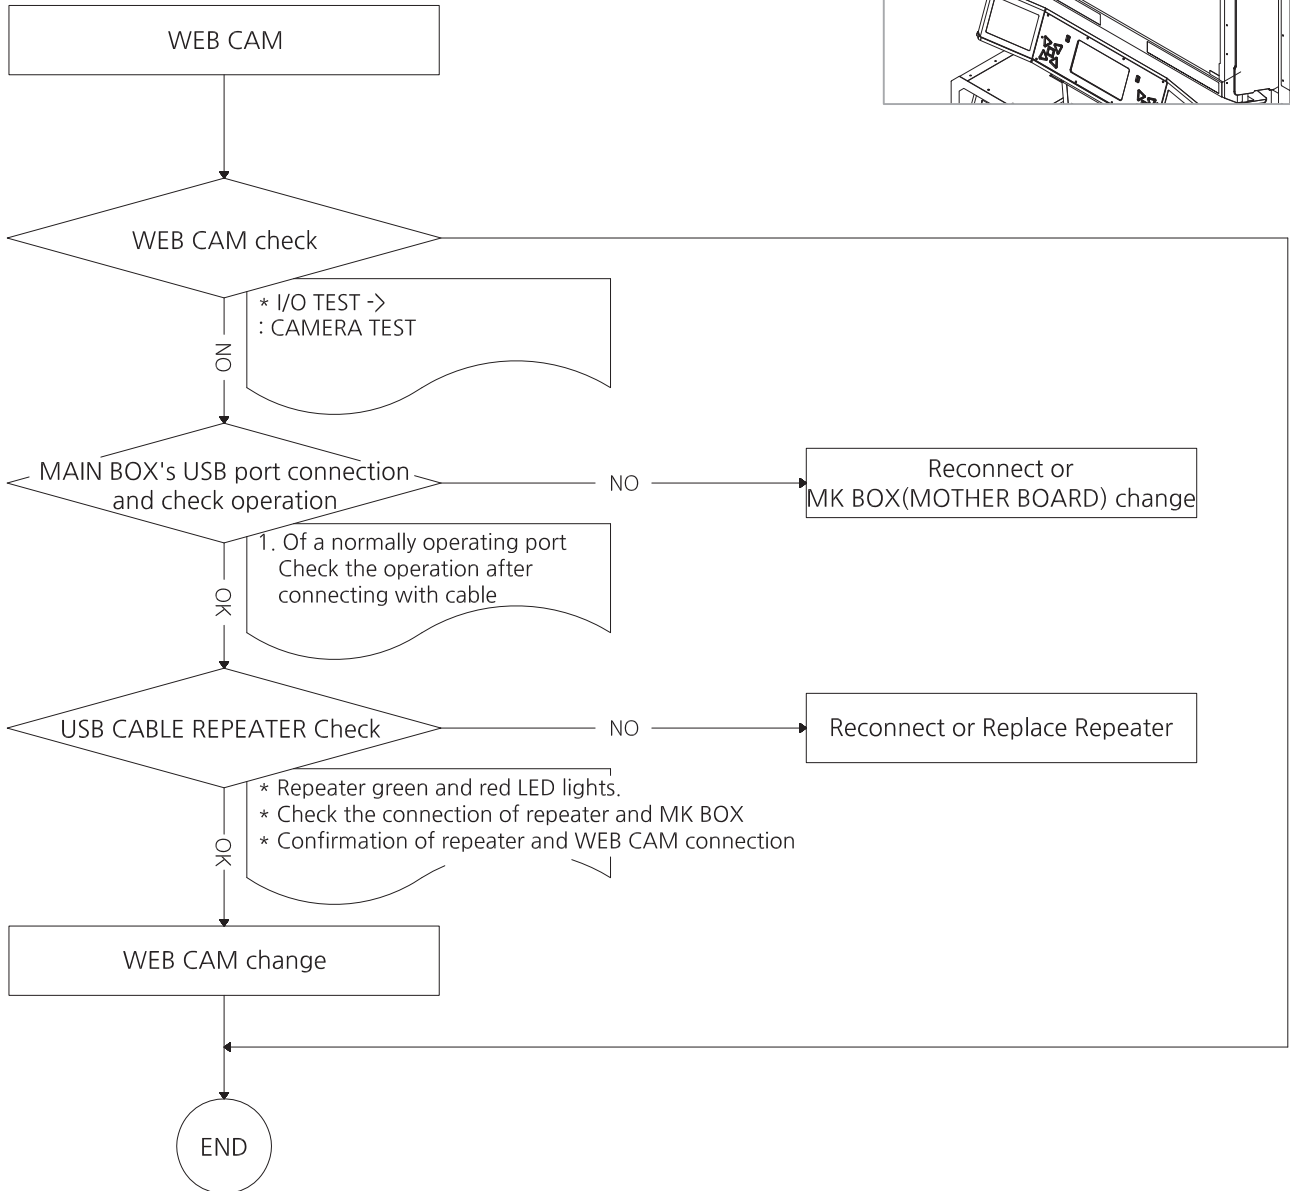 WEB CAM
WEB CAM check
* I/O TEST ->
: CAMERA TEST
NO
MAIN BOX's USB port connection
and check operation
NO
Reconnect or
MK BOX(MOTHER BOARD) change
1. Of a normally operating port
Check the operation after
connecting with cable
OK
USB CABLE REPEATER Check
NO
Reconnect or Replace Repeater
* Repeater green and red LED lights.
* Check the connection of repeater and MK BOX
* Confirmation of repeater and WEB CAM connection
OK
WEB CAM change
END